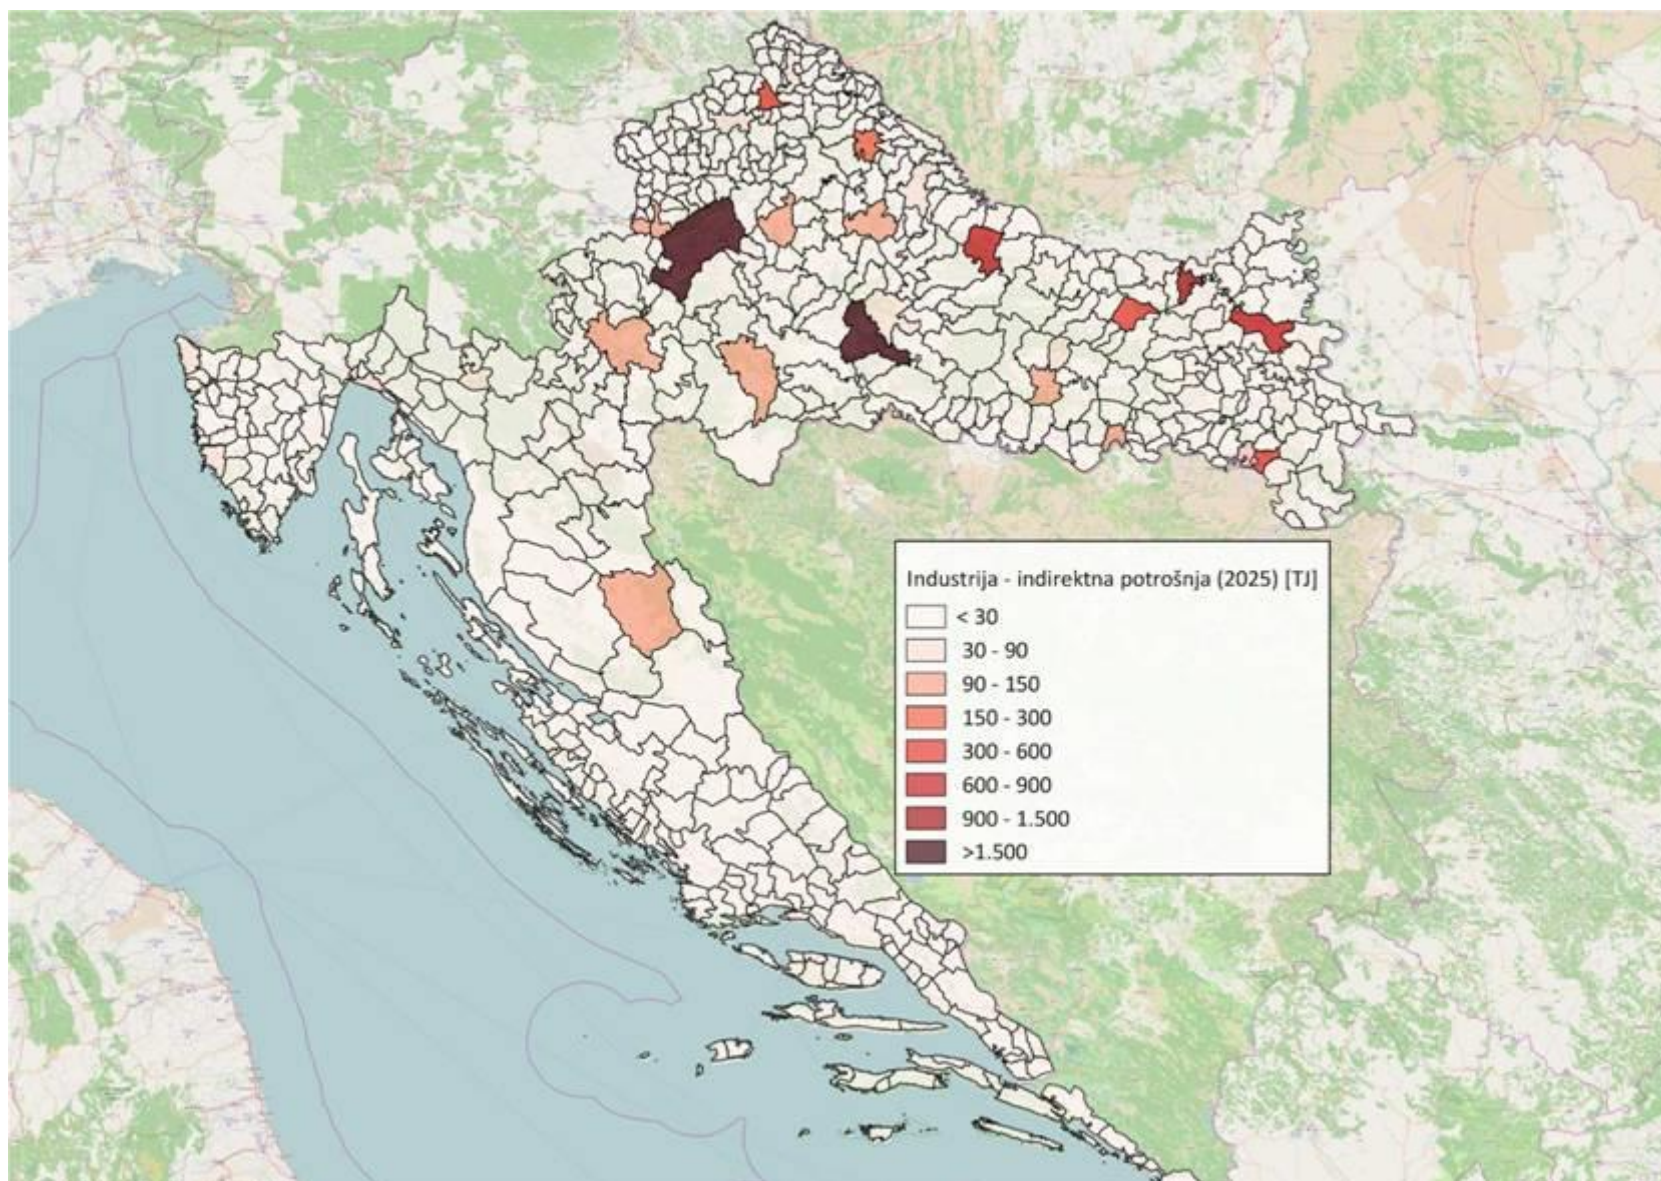 Industrija - indirektna potrošnja (2025) [TJ]
< 30
30 - 90
90 - 150
150 - 300
300 - 600
600 - 900
900 - 1.500
>1.500